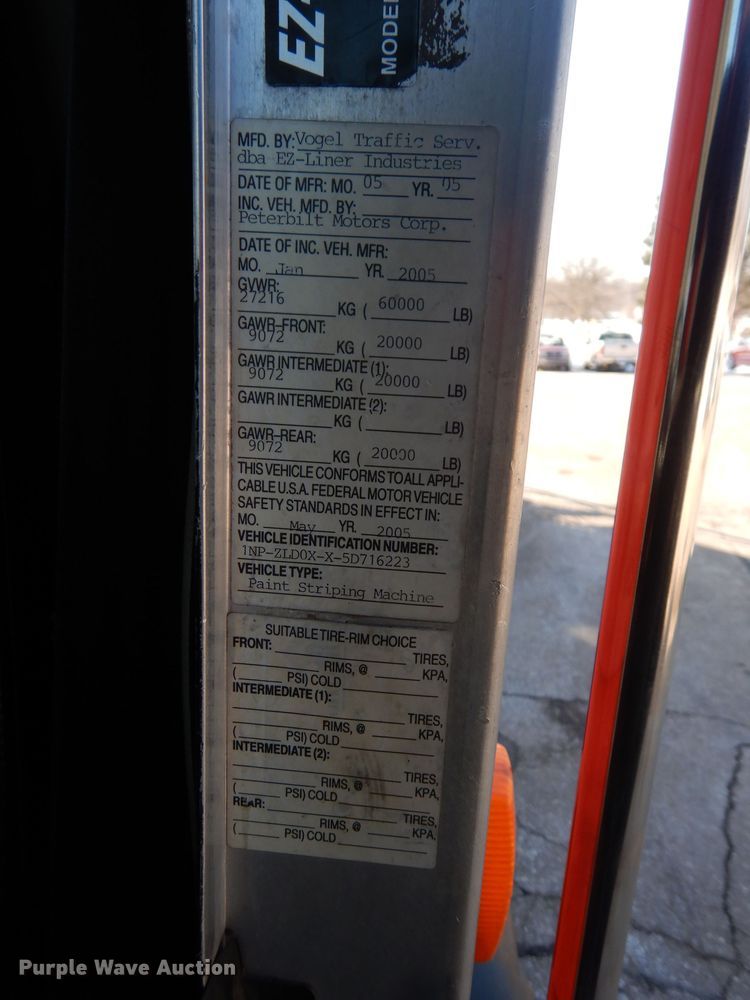 EZ
MODEL
MFD. BY: Vogel Traffic Serv.
dba EZ-Liner Industries
DATE OF MFR: MO. 05 YR. 05
INC. VEH. MFD. BY:
Peterbilt Motors Corp.
DATE OF INC. VEH. MFR:
MO. Jan YR. 2005
GVWR:
27216 KG ( 60000 LB)
GAWR-FRONT:
9072 KG ( 20000 LB)
GAWR INTERMEDIATE (1):
9072 KG ( 20000 LB)
GAWR INTERMEDIATE (2):
KG ( LB)
GAWR-REAR:
9072 KG ( 20000 LB)
THIS VEHICLE CONFORMS TO ALL APPLI-
CABLE U.S.A. FEDERAL MOTOR VEHICLE
SAFETY STANDARDS IN EFFECT IN:
MO. May YR. 2005
VEHICLE IDENTIFICATION NUMBER:
1NP-ZLD0X-X-5D716223
VEHICLE TYPE:
Paint Striping Machine
SUITABLE TIRE-RIM CHOICE
FRONT: TIRES,
RIMS, @ KPA,
( PSI) COLD
INTERMEDIATE (1):
TIRES,
RIMS, @ KPA,
( PSI) COLD
INTERMEDIATE (2):
TIRES,
RIMS, @ KPA,
( PSI) COLD
REAR: TIRES,
RIMS, @ KPA,
( PSI) COLD
Purple Wave Auction